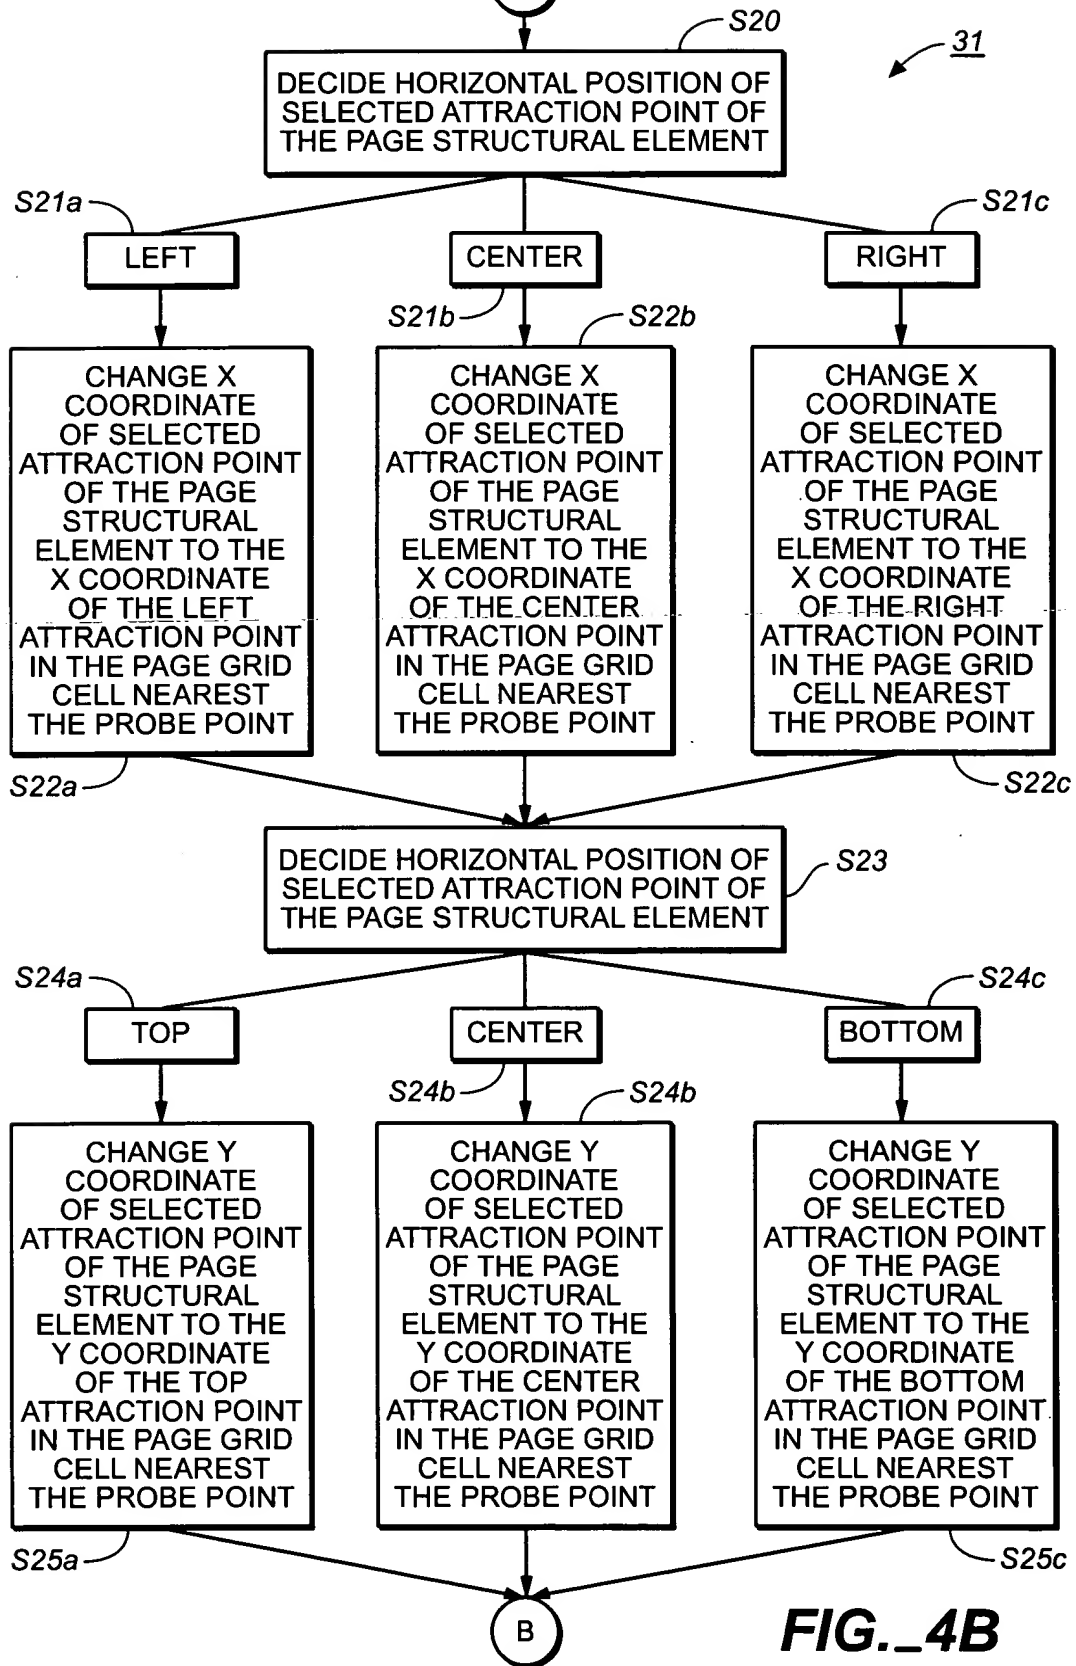 S20
31
DECIDE HORIZONTAL POSITION OF
SELECTED ATTRACTION POINT OF
THE PAGE STRUCTURAL ELEMENT
S21a
S21c
LEFT
CENTER
RIGHT
S21b
S22b
CHANGE X
COORDINATE
OF SELECTED
ATTRACTION POINT
OF THE PAGE
STRUCTURAL
ELEMENT TO THE
X COORDINATE
OF THE LEFT
ATTRACTION POINT
IN THE PAGE GRID
CELL NEAREST
THE PROBE POINT
CHANGE X
COORDINATE
OF SELECTED
ATTRACTION POINT
OF THE PAGE
STRUCTURAL
ELEMENT TO THE
X COORDINATE
OF THE CENTER
ATTRACTION POINT
IN THE PAGE GRID
CELL NEAREST
THE PROBE POINT
CHANGE X
COORDINATE
OF SELECTED
ATTRACTION POINT
OF THE PAGE
STRUCTURAL
ELEMENT TO THE
X COORDINATE
OF THE RIGHT
ATTRACTION POINT
IN THE PAGE GRID
CELL NEAREST
THE PROBE POINT
S22a
S22c
DECIDE HORIZONTAL POSITION OF
SELECTED ATTRACTION POINT OF
THE PAGE STRUCTURAL ELEMENT
S23
S24a
S24c
TOP
CENTER
BOTTOM
S24b
S24b
CHANGE Y
COORDINATE
OF SELECTED
ATTRACTION POINT
OF THE PAGE
STRUCTURAL
ELEMENT TO THE
Y COORDINATE
OF THE TOP
ATTRACTION POINT
IN THE PAGE GRID
CELL NEAREST
THE PROBE POINT
CHANGE Y
COORDINATE
OF SELECTED
ATTRACTION POINT
OF THE PAGE
STRUCTURAL
ELEMENT TO THE
Y COORDINATE
OF THE CENTER
ATTRACTION POINT
IN THE PAGE GRID
CELL NEAREST
THE PROBE POINT
CHANGE Y
COORDINATE
OF SELECTED
ATTRACTION POINT
OF THE PAGE
STRUCTURAL
ELEMENT TO THE
Y COORDINATE
OF THE BOTTOM
ATTRACTION POINT
IN THE PAGE GRID
CELL NEAREST
THE PROBE POINT
S25a
S25c
B
FIG._4B